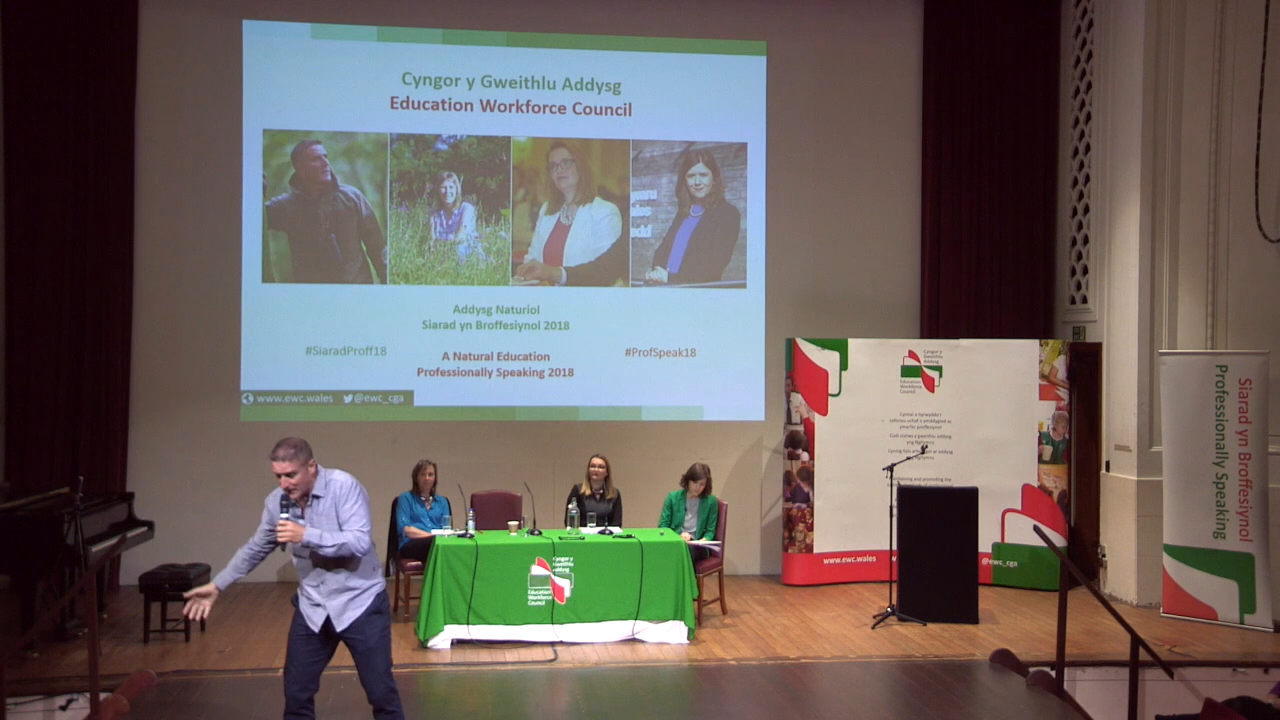 Cyngor y Gweithlu Addysg
Education Workforce Council
Addysg Naturiol
Siarad yn Broffesiynol 2018
#SiaradProff18
#ProfSpeak18
A Natural Education
Professionally Speaking 2018
www.ewc.wales
@ewc_cga
Cyngor y
Gweithlu
Addysg
Education
Workforce
Council
Cyngor y
Gweithlu
Addysg
Education
Workforce
Council
www.ewc.wales
@ewc_cga
Siarad yn Broffesiynol
Professionally Speaking